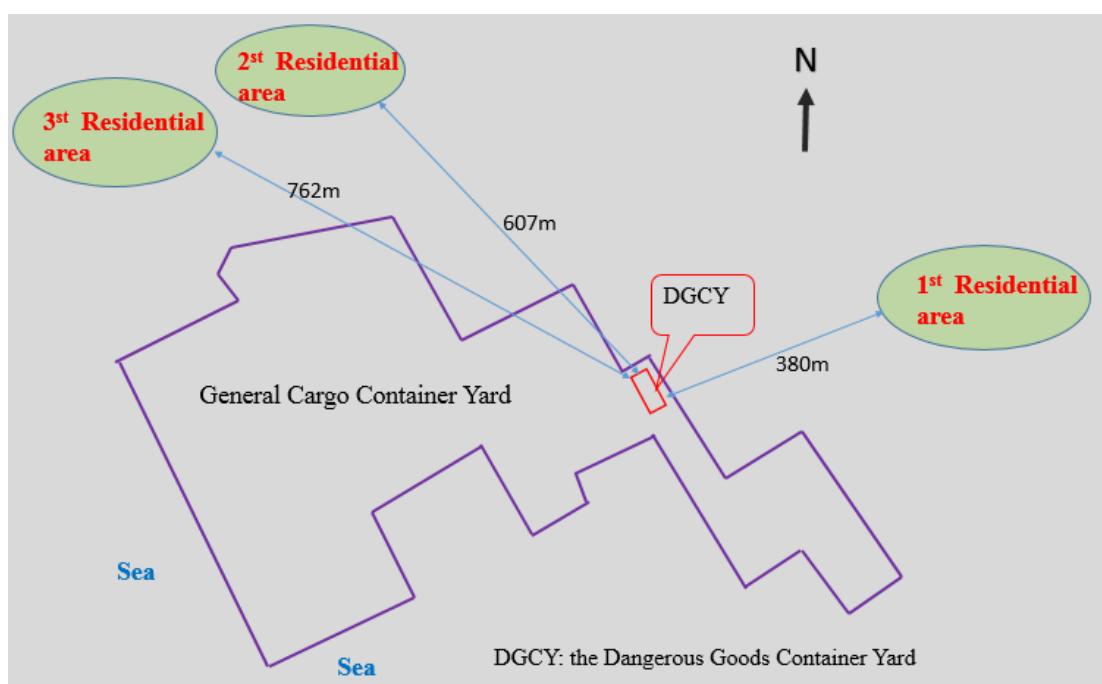 2st Residential
area
N
3st Residential
area
762m
607m
DGCY
1st Residential
area
380m
General Cargo Container Yard
Sea
DGCY: the Dangerous Goods Container Yard
Sea